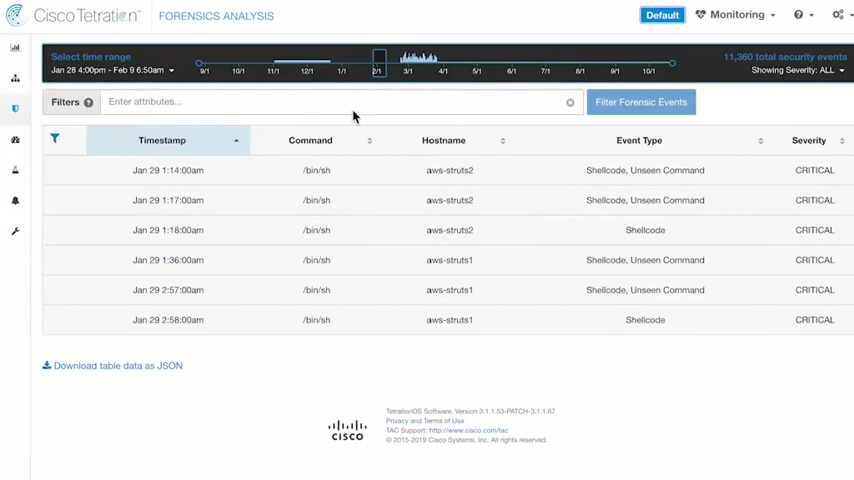 Cisco Tetration™ FORENSICS ANALYSIS Default Monitoring
Select time range
Jan 28 4:00pm - Feb 9 6:50am
9/1 10/1 11/1 12/1 1/1 2/1 3/1 4/1 5/1 6/1 7/1 8/1 9/1 10/1
11,360 total security events
Showing Severity: ALL
Filters Enter attributes... Filter Forensic Events
Timestamp Command Hostname Event Type Severity
Jan 29 1:14:00am /bin/sh aws-struts2 Shellcode, Unseen Command CRITICAL
Jan 29 1:17:00am /bin/sh aws-struts2 Shellcode, Unseen Command CRITICAL
Jan 29 1:18:00am /bin/sh aws-struts2 Shellcode CRITICAL
Jan 29 1:36:00am /bin/sh aws-struts1 Shellcode, Unseen Command CRITICAL
Jan 29 2:57:00am /bin/sh aws-struts1 Shellcode, Unseen Command CRITICAL
Jan 29 2:58:00am /bin/sh aws-struts1 Shellcode CRITICAL
Download table data as JSON
CISCO
TetrationOS Software, Version 3.1.1.53-PATCH-3.1.1.67
Privacy and Terms of Use
TAC Support: http://www.cisco.com/tac
© 2015-2019 Cisco Systems, Inc. All rights reserved.